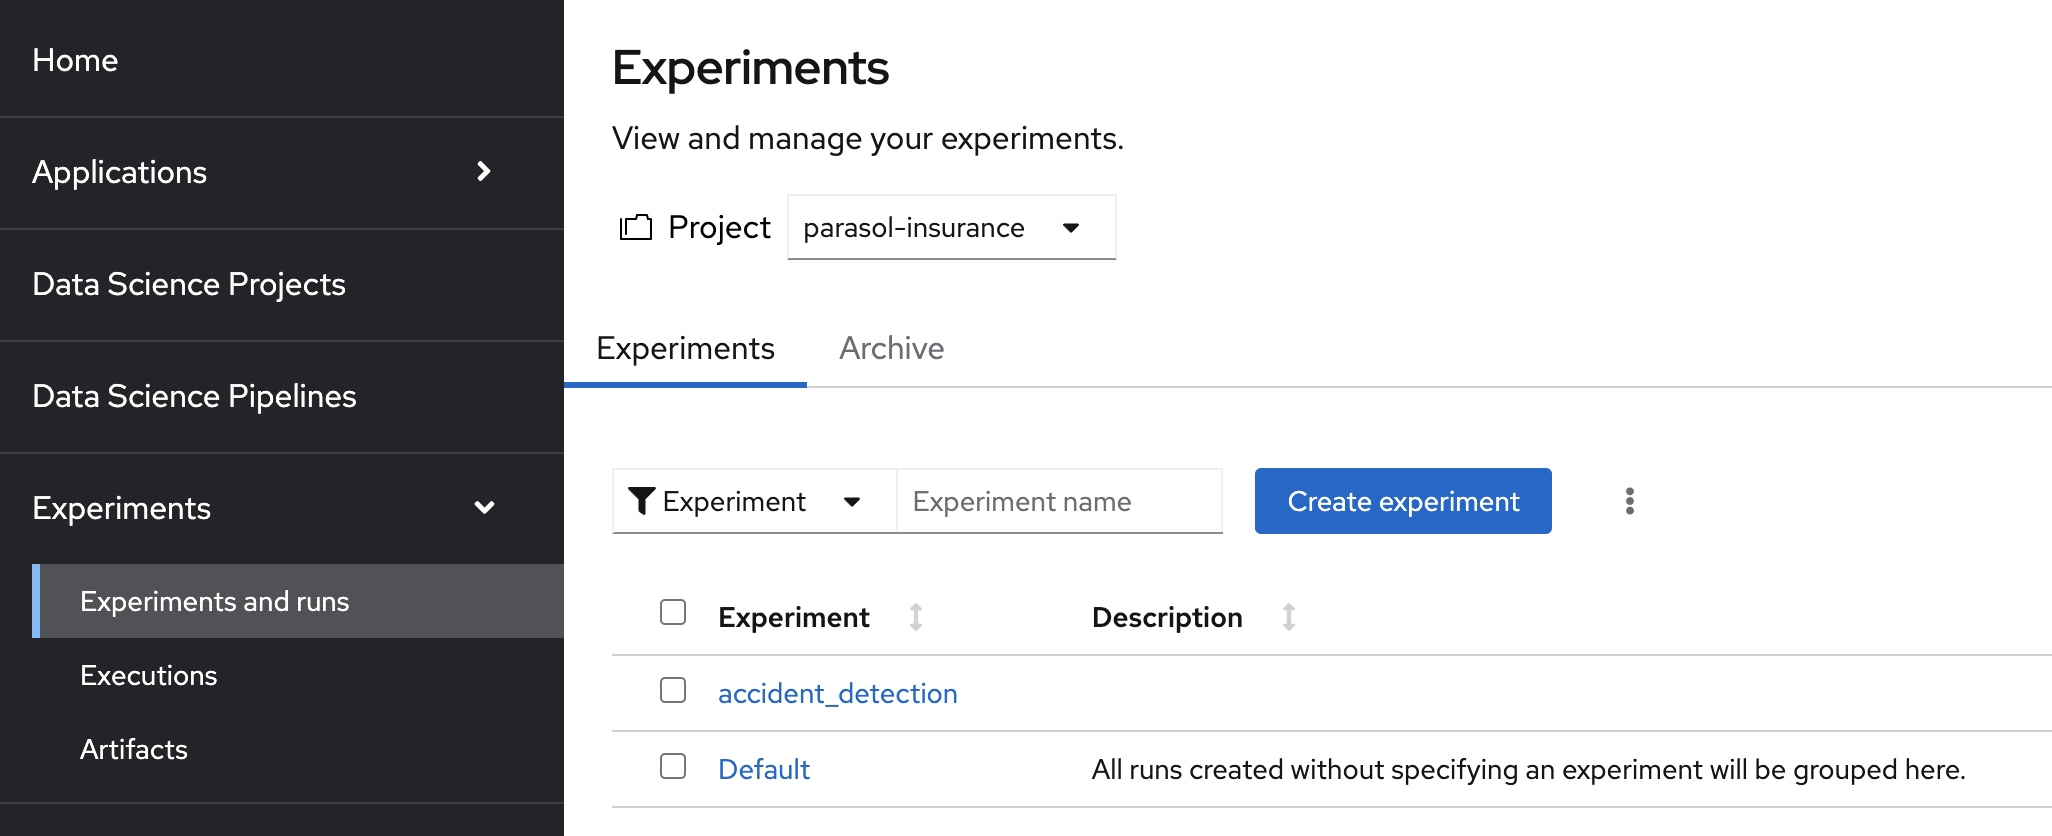 Home
Applications
Data Science Projects
Data Science Pipelines
Experiments
Experiments and runs
Executions
Artifacts
Experiments
View and manage your experiments.
Project parasol-insurance
Experiments Archive
Experiment Experiment name Create experiment
Experiment Description
accident_detection
Default All runs created without specifying an experiment will be grouped here.